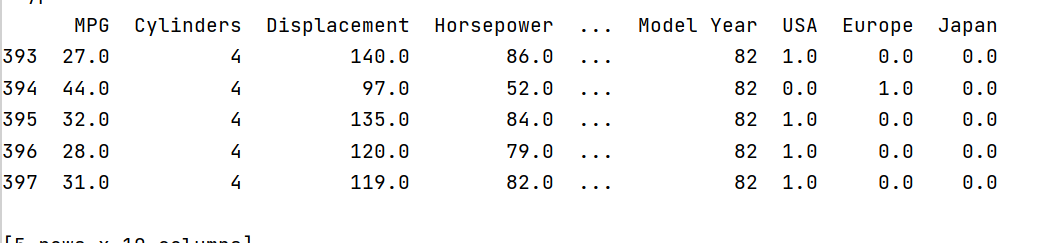 MPG Cylinders Displacement Horsepower ... Model Year USA Europe Japan
393 27.0 4 140.0 86.0 ... 82 1.0 0.0 0.0
394 44.0 4 97.0 52.0 ... 82 0.0 1.0 0.0
395 32.0 4 135.0 84.0 ... 82 1.0 0.0 0.0
396 28.0 4 120.0 79.0 ... 82 1.0 0.0 0.0
397 31.0 4 119.0 82.0 ... 82 1.0 0.0 0.0
[5 rows x 10 columns]